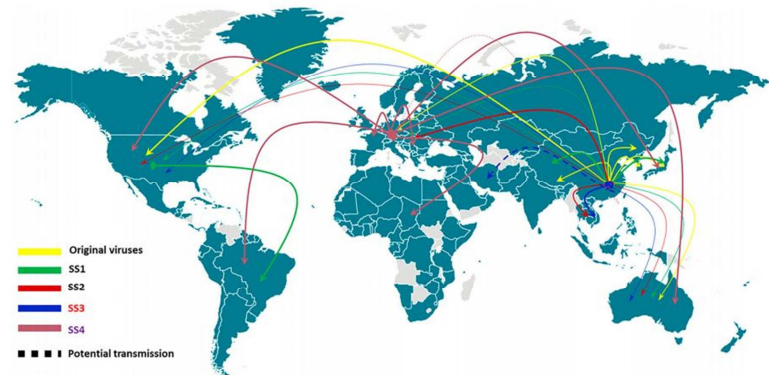 Original viruses
SS1
SS2
SS3
SS4
Potential transmission